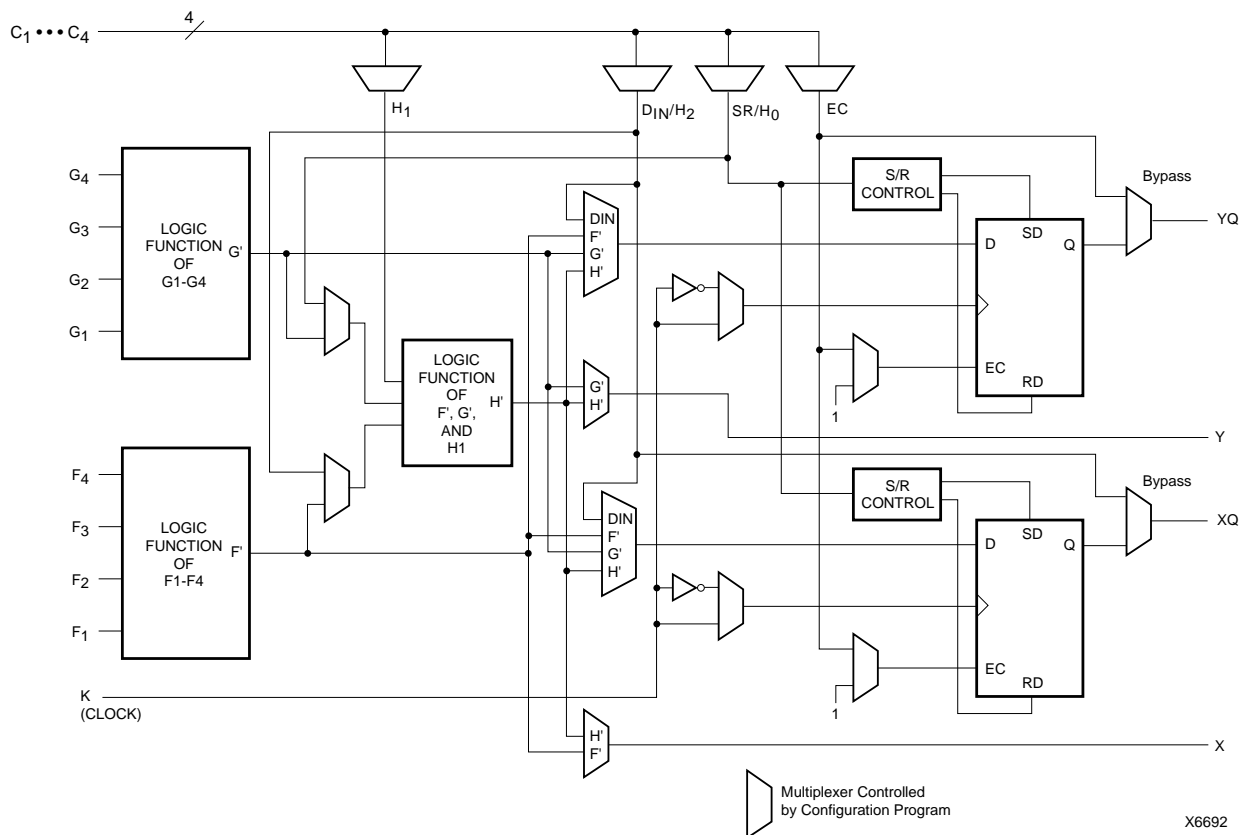 C1 • • • C4
4
H1
DIN/H2
SR/H0
EC
G4
G3
G2
G1
LOGIC
FUNCTION
OF
G1-G4
G'
DIN
F'
G'
H'
S/R
CONTROL
Bypass
D
SD
Q
EC
RD
1
YQ
LOGIC
FUNCTION
OF
F', G',
AND
H1
H'
G'
H'
Y
F4
F3
F2
F1
LOGIC
FUNCTION
OF
F1-F4
F'
DIN
F'
G'
H'
S/R
CONTROL
Bypass
D
SD
Q
EC
RD
1
XQ
K
(CLOCK)
H'
F'
X
Multiplexer Controlled
by Configuration Program
X6692